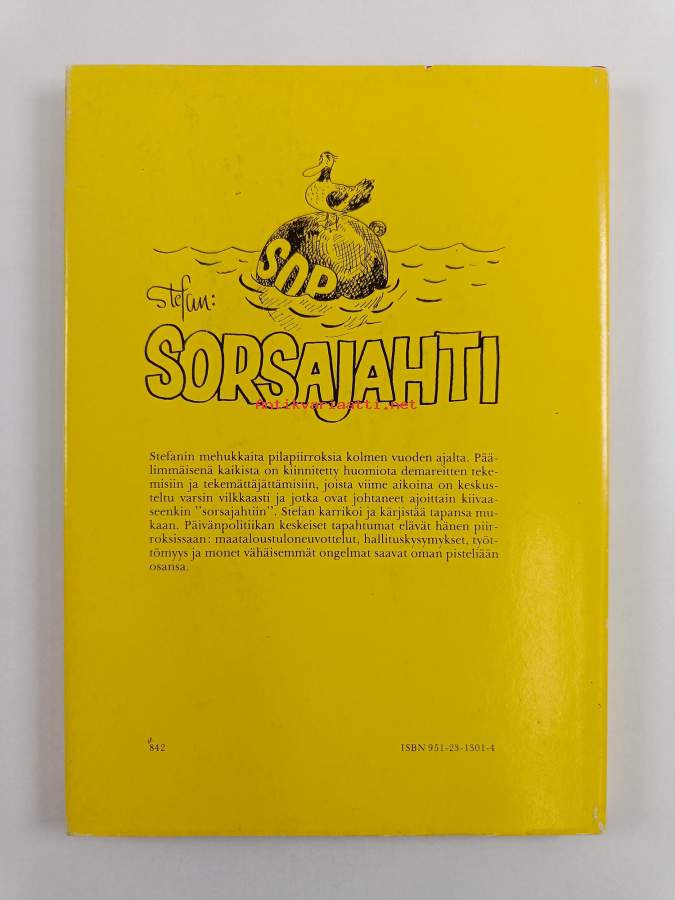 SDP
Stefan:
SORSAJAHTI
Antikvariaatti.net
Stefanin mehukkaita pilapiirroksia kolmen vuoden ajalta. Pää-
limmäisenä kaikista on kiinnitetty huomiota demareitten teke-
misiin ja tekemättäjättämisiin, joista viime aikoina on keskus-
teltu varsin vilkkaasti ja jotka ovat johtaneet ajoittain kiivaa-
seenkin "sorsajahtiin". Stefan karrikoi ja kärjistää tapansa mu-
kaan. Päivänpolitiikan keskeiset tapahtumat elävät hänen piir-
roksissaan: maataloustuloneuvottelut, hallituskysymykset, työt-
tömyys ja monet vähäisemmät ongelmat saavat oman pisteliään
osansa.
842
ISBN 951-23-1301-4